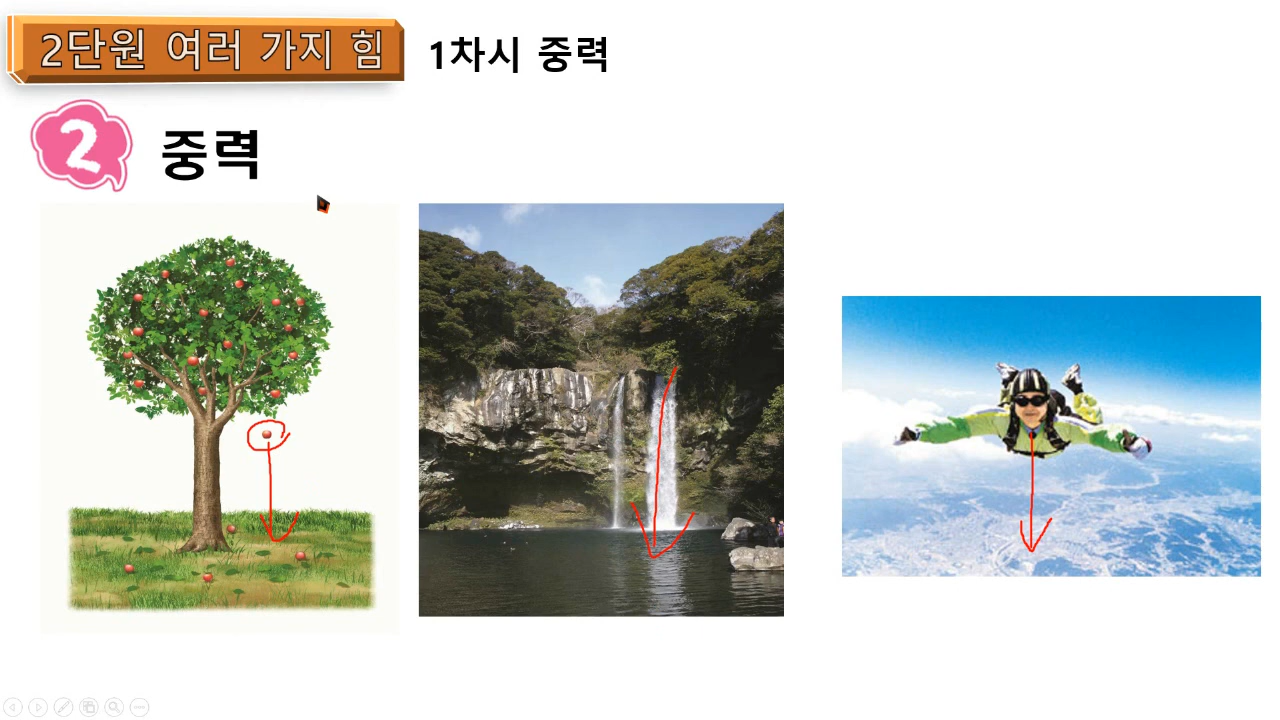 2단원 여러 가지 힘
1차시 중력
2 중력